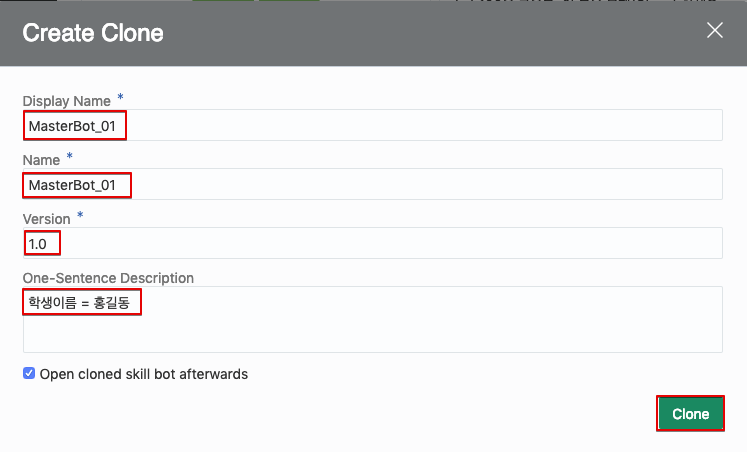 Create Clone
Display Name *
MasterBot_01
Name *
MasterBot_01
Version *
1.0
One-Sentence Description
학생이름 = 홍길동
Open cloned skill bot afterwards
Clone